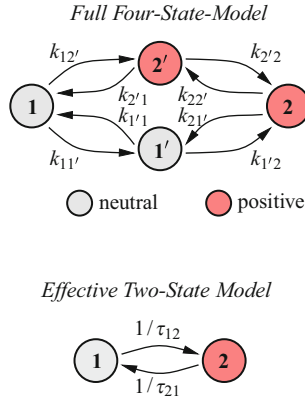 Full Four-State-Model
k12′ 2′ k2′2
k2′1 k22′
1 2
k1′1 k21′
k11′ 1′ k1′2
neutral positive
Effective Two-State Model
1/τ12
1 2
1/τ21